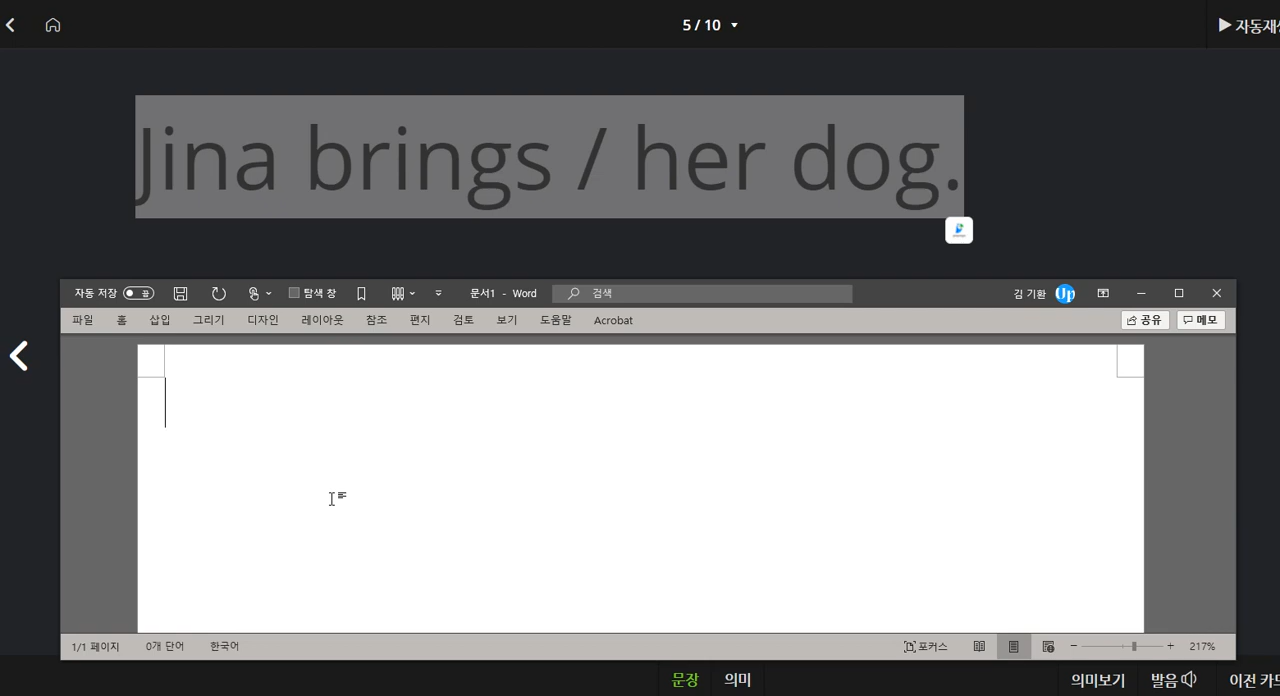 5 / 10
▶ 자동재생
Jina brings / her dog.
자동 저장 끔 탐색 창 문서1 - Word 검색 김 기환 Up
파일 홈 삽입 그리기 디자인 레이아웃 참조 편지 검토 보기 도움말 Acrobat 공유 메모
1/1 페이지 0개 단어 한국어 포커스 217%
문장 의미 의미보기 발음 이전 카드